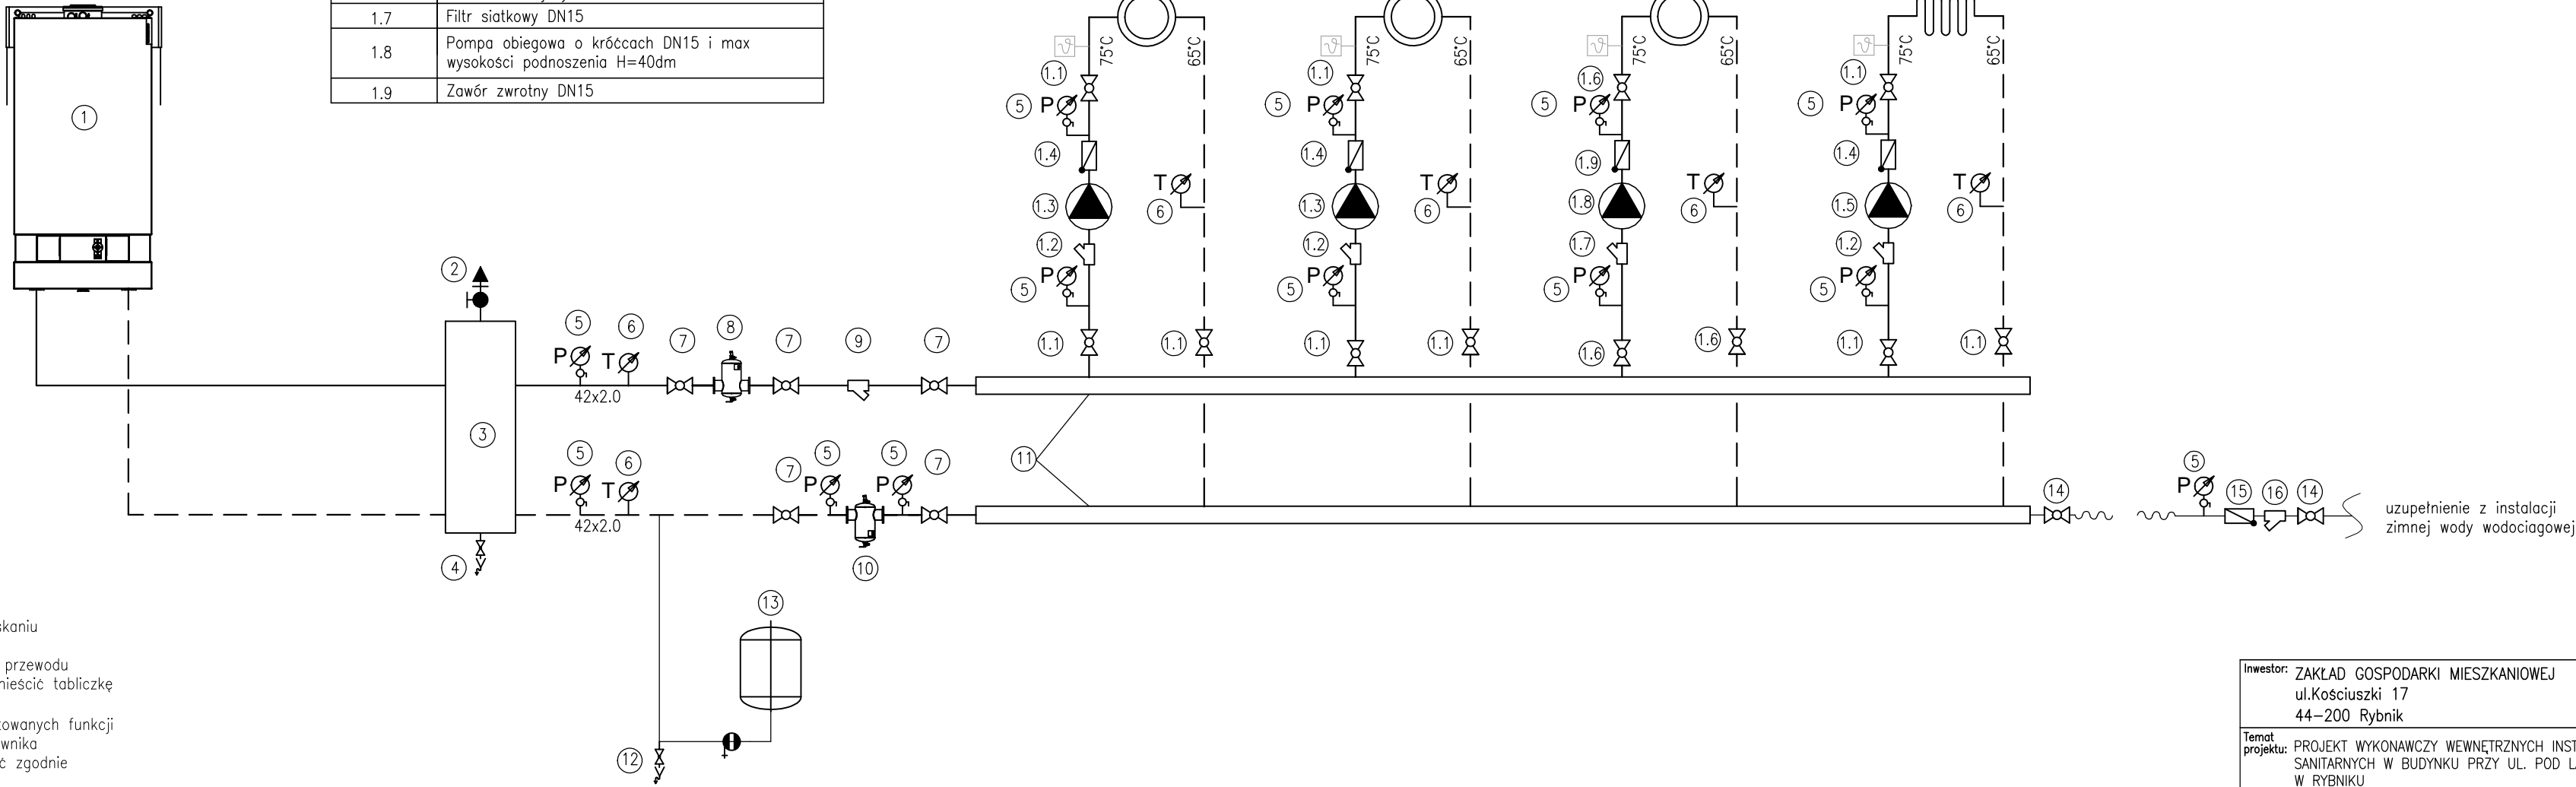 1.7 Filtr siatkowy DN15
1.8 Pompa obiegowa o króćcach DN15 i max
wysokości podnoszenia H=40dm
1.9 Zawór zwrotny DN15
1
75°C 65°C 75°C 65°C 75°C 65°C 75°C 65°C
1.1 1.1 1.6 1.1
5 P 5 P 5 P 5 P
1.4 1.4 1.9 1.4
T T T T
6 6 6 6
1.3 1.3 1.8 1.5
1.2 1.2 1.7 1.2
5 P 5 P 5 P 5 P
1.1 1.1 1.1 1.1 1.6 1.6 1.1 1.1
2
5 6 7 8 7 9 7
P T
42x2.0
3
11
5 6 7 5 5 7
P T P P
42x2.0
4
10
14
5
P
15 16 14
uzupełnienie z instalacji
zimnej wody wodociagowej
13
12
skaniu
przewodu
mieścić tabliczkę
towanych funkcji
wnika
ć zgodnie
Inwestor: ZAKŁAD GOSPODARKI MIESZKANIOWEJ
ul.Kościuszki 17
44-200 Rybnik
Temat
projektu: PROJEKT WYKONAWCZY WEWNĘTRZNYCH INST
SANITARNYCH W BUDYNKU PRZY UL. POD L
W RYBNIKU